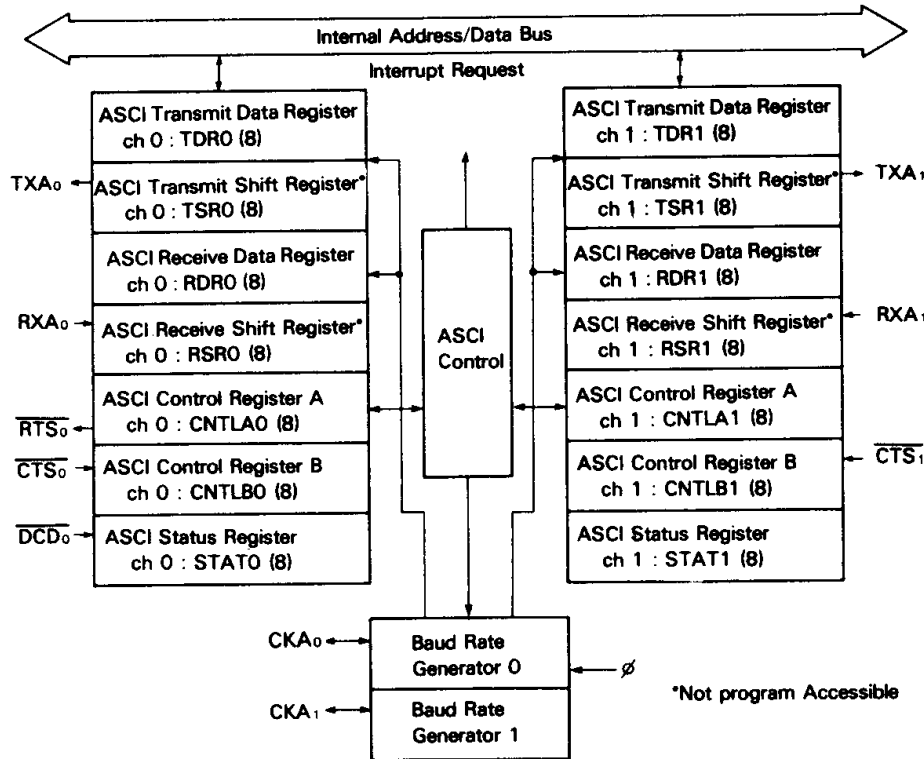 Internal Address/Data Bus
Interrupt Request
ASCI Transmit Data Register
ch 0 : TDR0 (8)
TXA₀
ASCI Transmit Shift Register*
ch 0 : TSR0 (8)
ASCI Receive Data Register
ch 0 : RDR0 (8)
RXA₀
ASCI Receive Shift Register*
ch 0 : RSR0 (8)
ASCI Control Register A
ch 0 : CNTLA0 (8)
RTS₀
CTS₀
ASCI Control Register B
ch 0 : CNTLB0 (8)
DCD₀
ASCI Status Register
ch 0 : STAT0 (8)
ASCI
Control
ASCI Transmit Data Register
ch 1 : TDR1 (8)
ASCI Transmit Shift Register*
ch 1 : TSR1 (8)
TXA₁
ASCI Receive Data Register
ch 1 : RDR1 (8)
ASCI Receive Shift Register*
ch 1 : RSR1 (8)
RXA₁
ASCI Control Register A
ch 1 : CNTLA1 (8)
ASCI Control Register B
ch 1 : CNTLB1 (8)
CTS₁
ASCI Status Register
ch 1 : STAT1 (8)
CKA₀
Baud Rate
Generator 0
ø
CKA₁
Baud Rate
Generator 1
*Not program Accessible